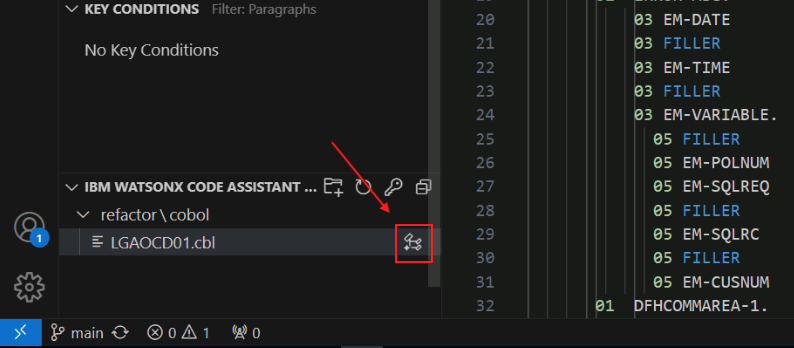 KEY CONDITIONS Filter: Paragraphs
No Key Conditions
IBM WATSONX CODE ASSISTANT ...
refactor\cobol
LGAOCD01.cbl
1
main 0 1 0
20 03 EM-DATE
21 03 FILLER
22 03 EM-TIME
23 03 FILLER
24 03 EM-VARIABLE.
25 05 FILLER
26 05 EM-POLNUM
27 05 EM-SQLREQ
28 05 FILLER
29 05 EM-SQLRC
30 05 FILLER
31 05 EM-CUSNUM
32 01 DFHCOMMAREA-1.